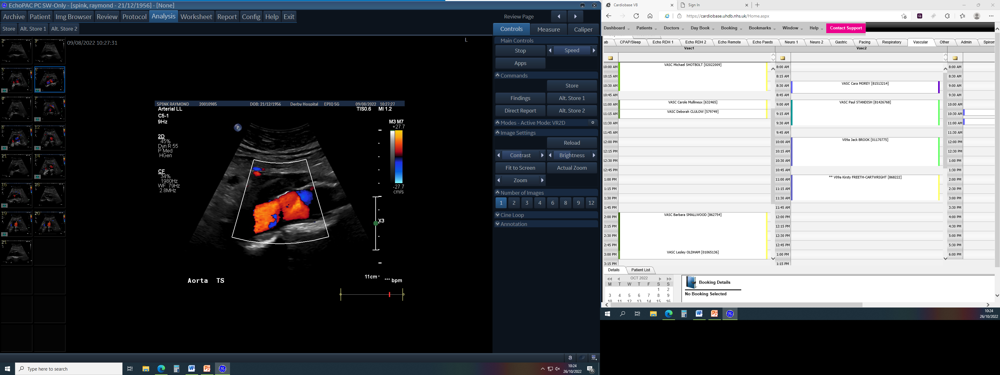 EchoPAC PC SW-Only - [spink, raymond - 21/12/1956] - [None]
Archive Patient Img Browser Review Protocol Analysis Worksheet Report Config Help Exit
Review Page
Store Alt. Store 1 Alt. Store 2
Controls Measure Caliper
09/08/2022 10:27:31
L
5
7
8 12
11 14
16 18
19 20
21
SPINK RAYMOND 20010985 DOB: 21/12/1956 Derby Hospital EPIQ 5G 09/08/2022 10:27:27
Arterial LL TIS0.6 MI 1.2
C5-1
9Hz
P
M3 M7
+27.7
2D
45%
Dyn R 55
P Med
HGen
CF
34%
1980Hz
WF 79Hz
2.8MHz
-27.7
cm/s
X3
11cm
*** bpm
Aorta TS
Main Controls
Stop Speed
Apps
Commands
Store
Findings Alt. Store 1
Direct Report Alt. Store 2
Modes - Active Mode: VR2D
Image Settings
Reload
Contrast Brightness
Fit to Screen Actual Zoom
Zoom
Number of Images
1 2 3 4 6 8 9 12
Cine Loop
Annotation
a
Type here to search
10:24
26/10/2022
15
Cardiobase V8
Sign In
https://cardiobase.uhdb.nhs.uk/Home.aspx
Dashboard Patients Doctors Day Book Booking Bookmarks Window Help Contact Support
ab CPAP/Sleep Echo RDH 1 Echo RDH 2 Echo Remote Echo Paeds Neuro 1 Neuro 2 Gastric Pacing Respiratory Vascular Other Admin Spirom
Vasc1 Vasc2
10:00 AM VASC Michael SHOTBOLT [02022009]
10:15 AM
10:30 AM
10:45 AM
11:00 AM VASC Carole Mullineux [632465]
11:15 AM VASC Deborah CLULOW [579749]
11:30 AM
11:45 AM
12:00 PM
12:15 PM
12:30 PM
12:45 PM
1:00 PM
1:15 PM
1:30 PM
1:45 PM
2:00 PM VASC Barbara SMALLWOOD [862754]
2:15 PM
2:30 PM
2:45 PM
3:00 PM VASC Lesley OLDHAM [01065136]
3:15 PM
8:00 AM
8:15 AM
8:30 AM VASC Cara MOREY [81513214]
8:45 AM
9:00 AM VASC Paul STANDISH [81426768]
9:15 AM
9:30 AM
9:45 AM
10:00 AM V09a Jack BROOK [01170775]
10:15 AM
10:30 AM
10:45 AM
11:00 AM ** V09a Kirsty FREETH-CARTWRIGHT [868222]
11:15 AM
11:30 AM
11:45 AM
12:00 PM
12:15 PM
12:30 PM
12:45 PM
1:00 PM
1:15 PM
8:00 AM
8:30 AM
9:00 AM
9:30 AM
10:00 AM
10:30 AM
11:00 AM
11:30 AM
12:00 PM
12:30 PM
1:00 PM
1:30 PM
2:00 PM
2:30 PM
3:00 PM
3:30 PM
4:00 PM
4:30 PM
5:00 PM
5:30 PM
6:00 PM
Details Patient List
OCT 2022
M T W T F S S
1 2
3 4 5 6 7 8 9
10 11 12 13 14 15 16
Booking Details
No Booking Selected
10:24
26/10/2022